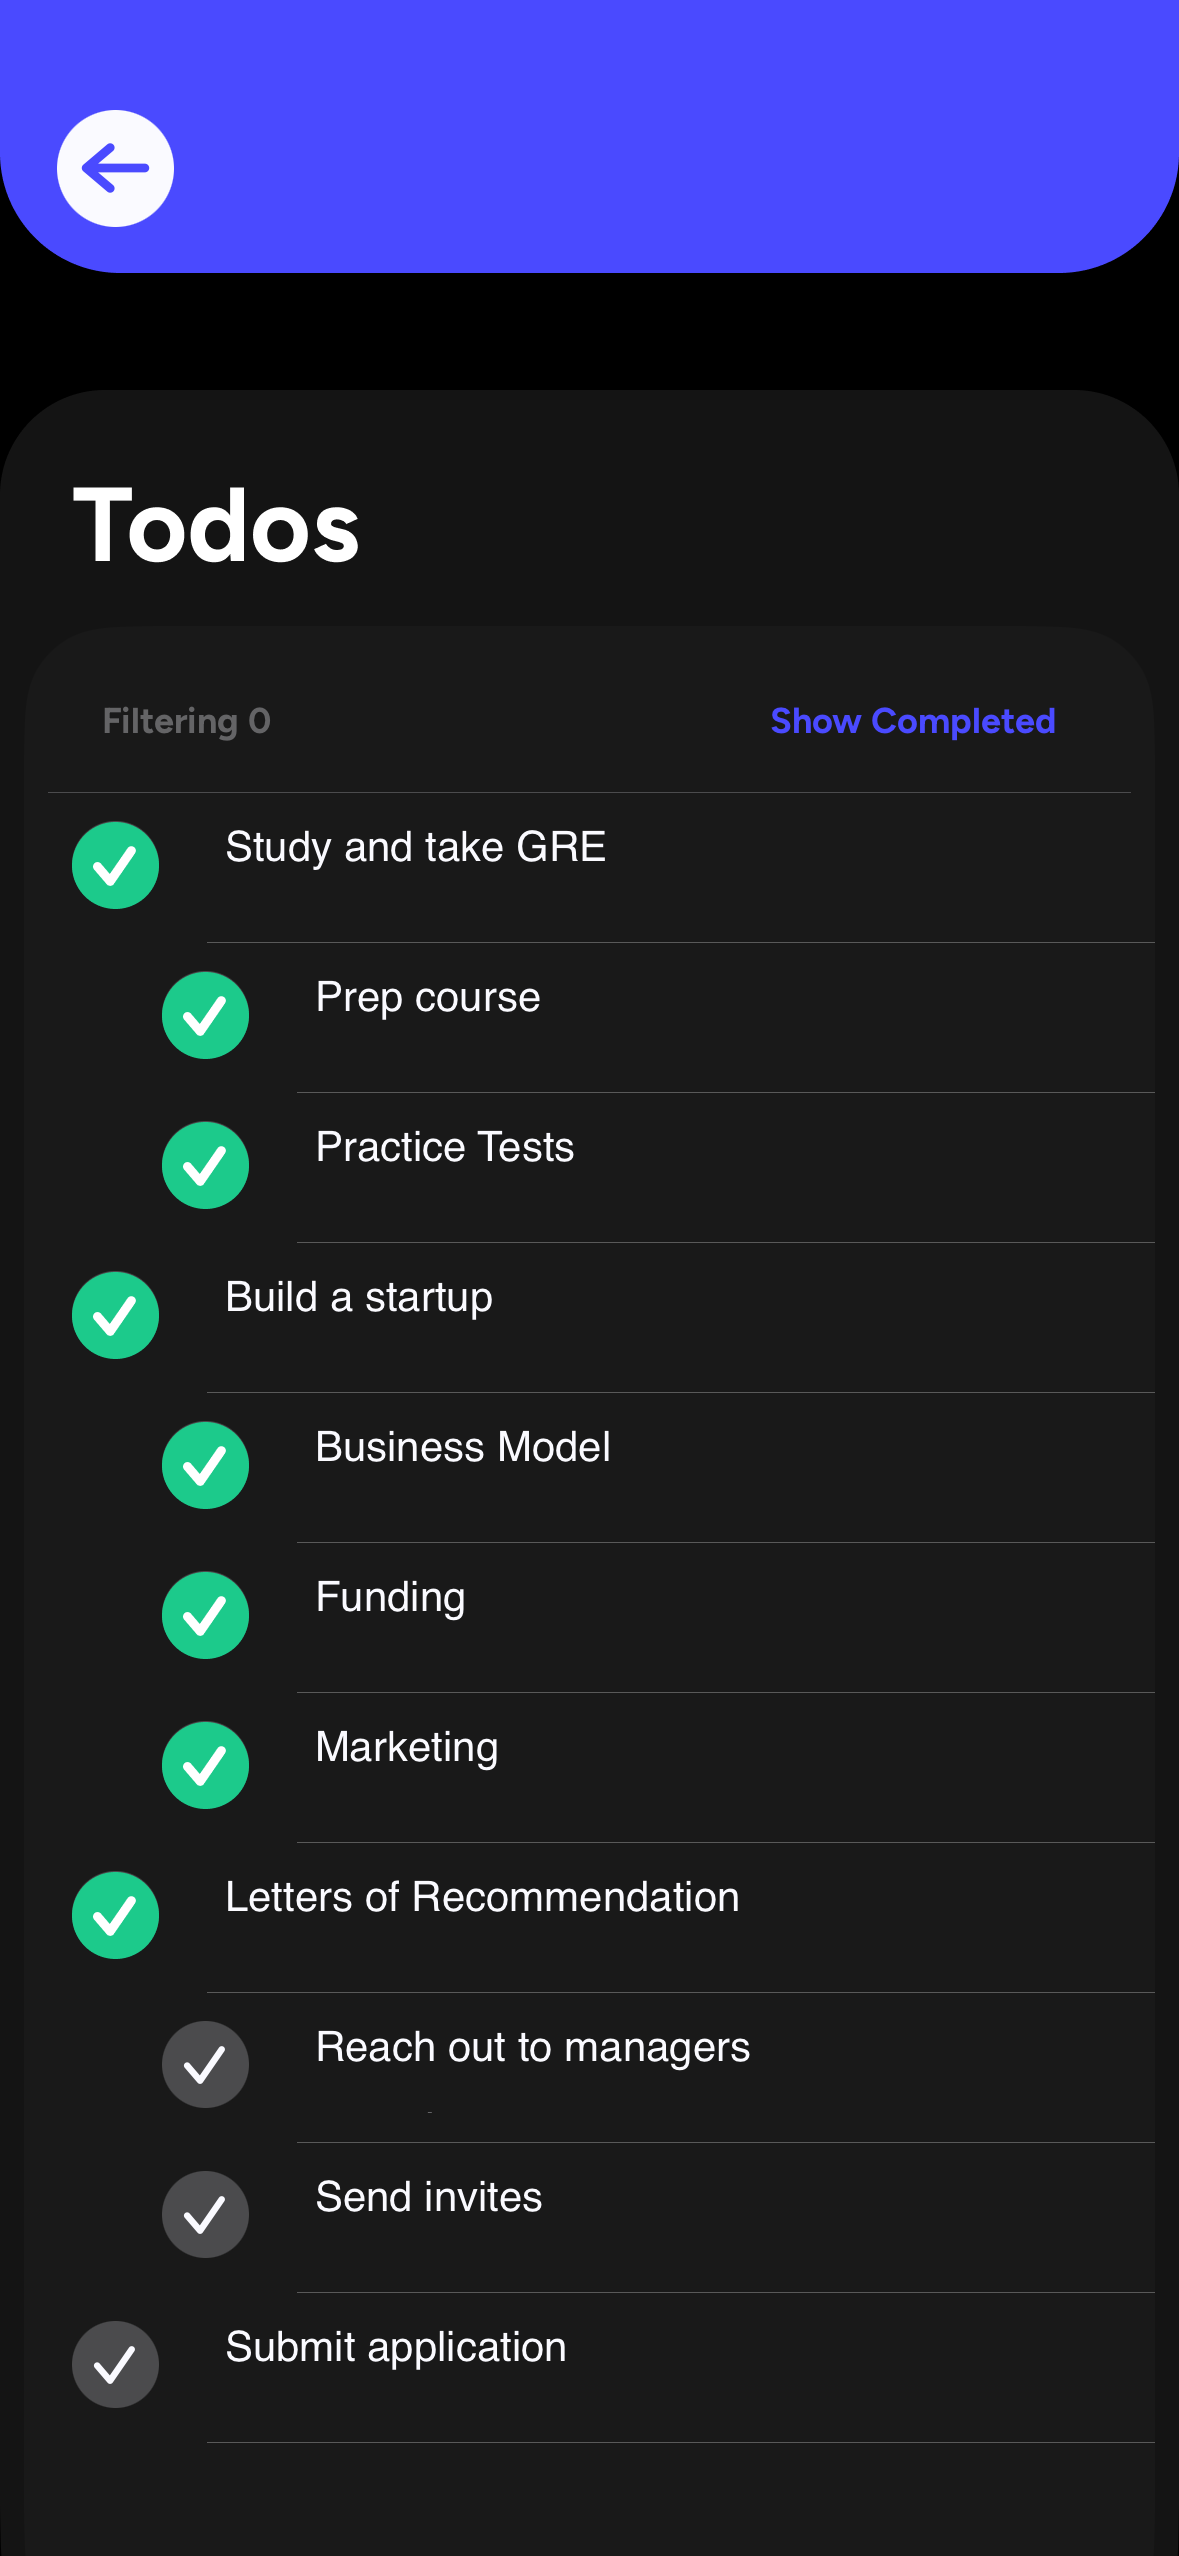 Todos
Filtering 0
Show Completed
Study and take GRE
Prep course
Practice Tests
Build a startup
Business Model
Funding
Marketing
Letters of Recommendation
Reach out to managers
Send invites
Submit application